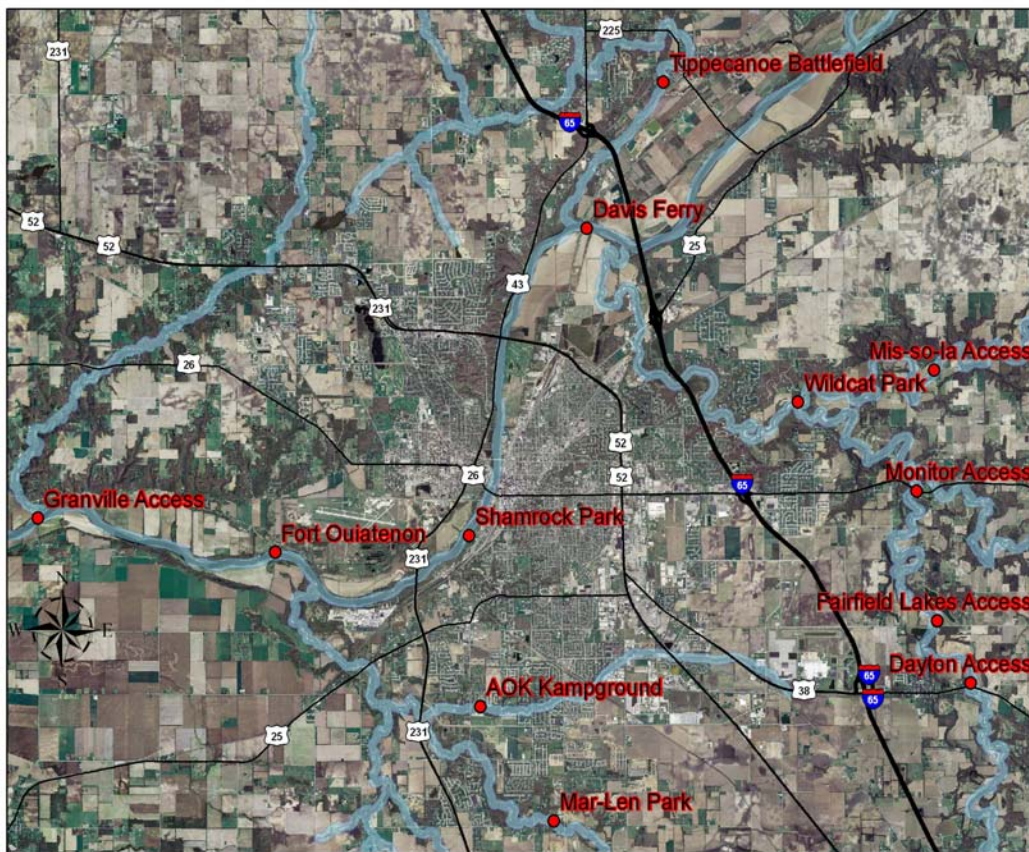 225
231
Tippecanoe Battlefield
65
Davis Ferry
52
52
25
43
231
Mis-so-la Access
26
Wildcat Park
52
52
26
Monitor Access
65
Granville Access
Shamrock Park
Fort Ouiatenon
231
N
W E
S
Fairfield Lakes Access
Dayton Access
65
AOK Kampground
38
65
231
25
Mar-Len Park